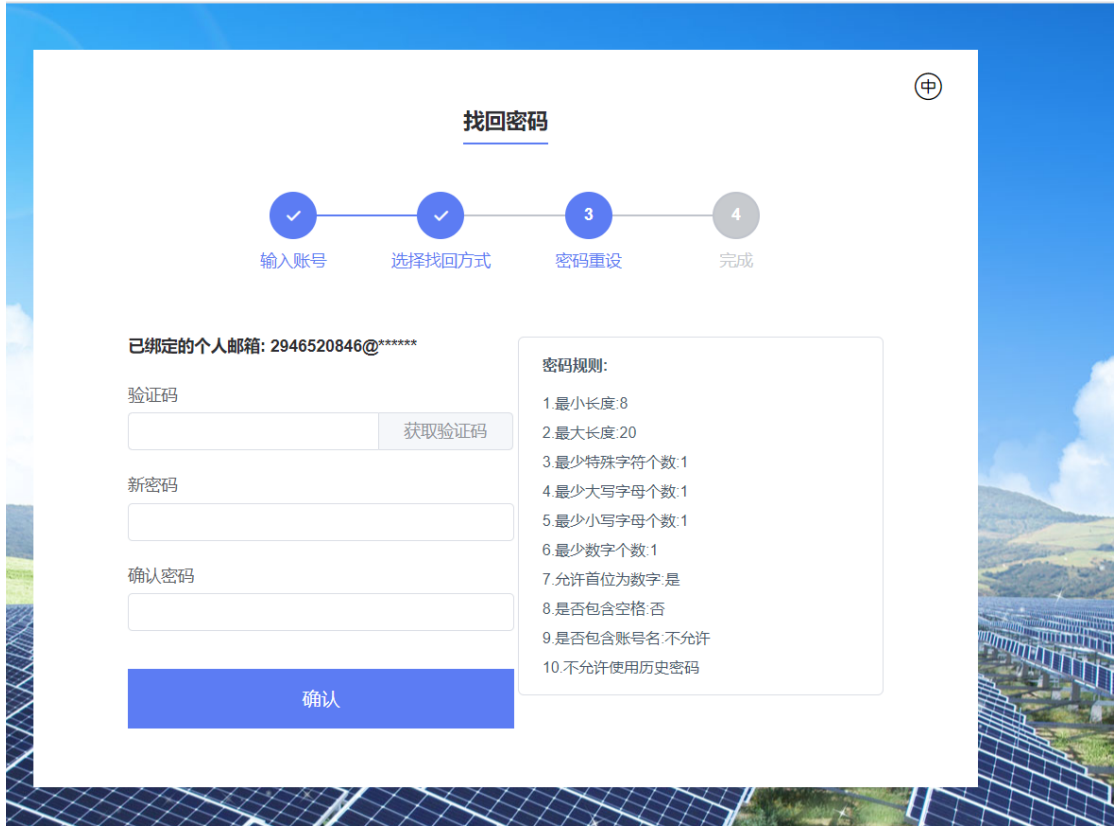 中
找回密码
3
4
输入账号
选择找回方式
密码重设
完成
已绑定的个人邮箱: 2946520846@******
验证码
获取验证码
新密码
确认密码
确认
密码规则:
1.最小长度:8
2.最大长度:20
3.最少特殊字符个数:1
4.最少大写字母个数:1
5.最少小写字母个数:1
6.最少数字个数:1
7.允许首位为数字:是
8.是否包含空格:否
9.是否包含账号名:不允许
10.不允许使用历史密码